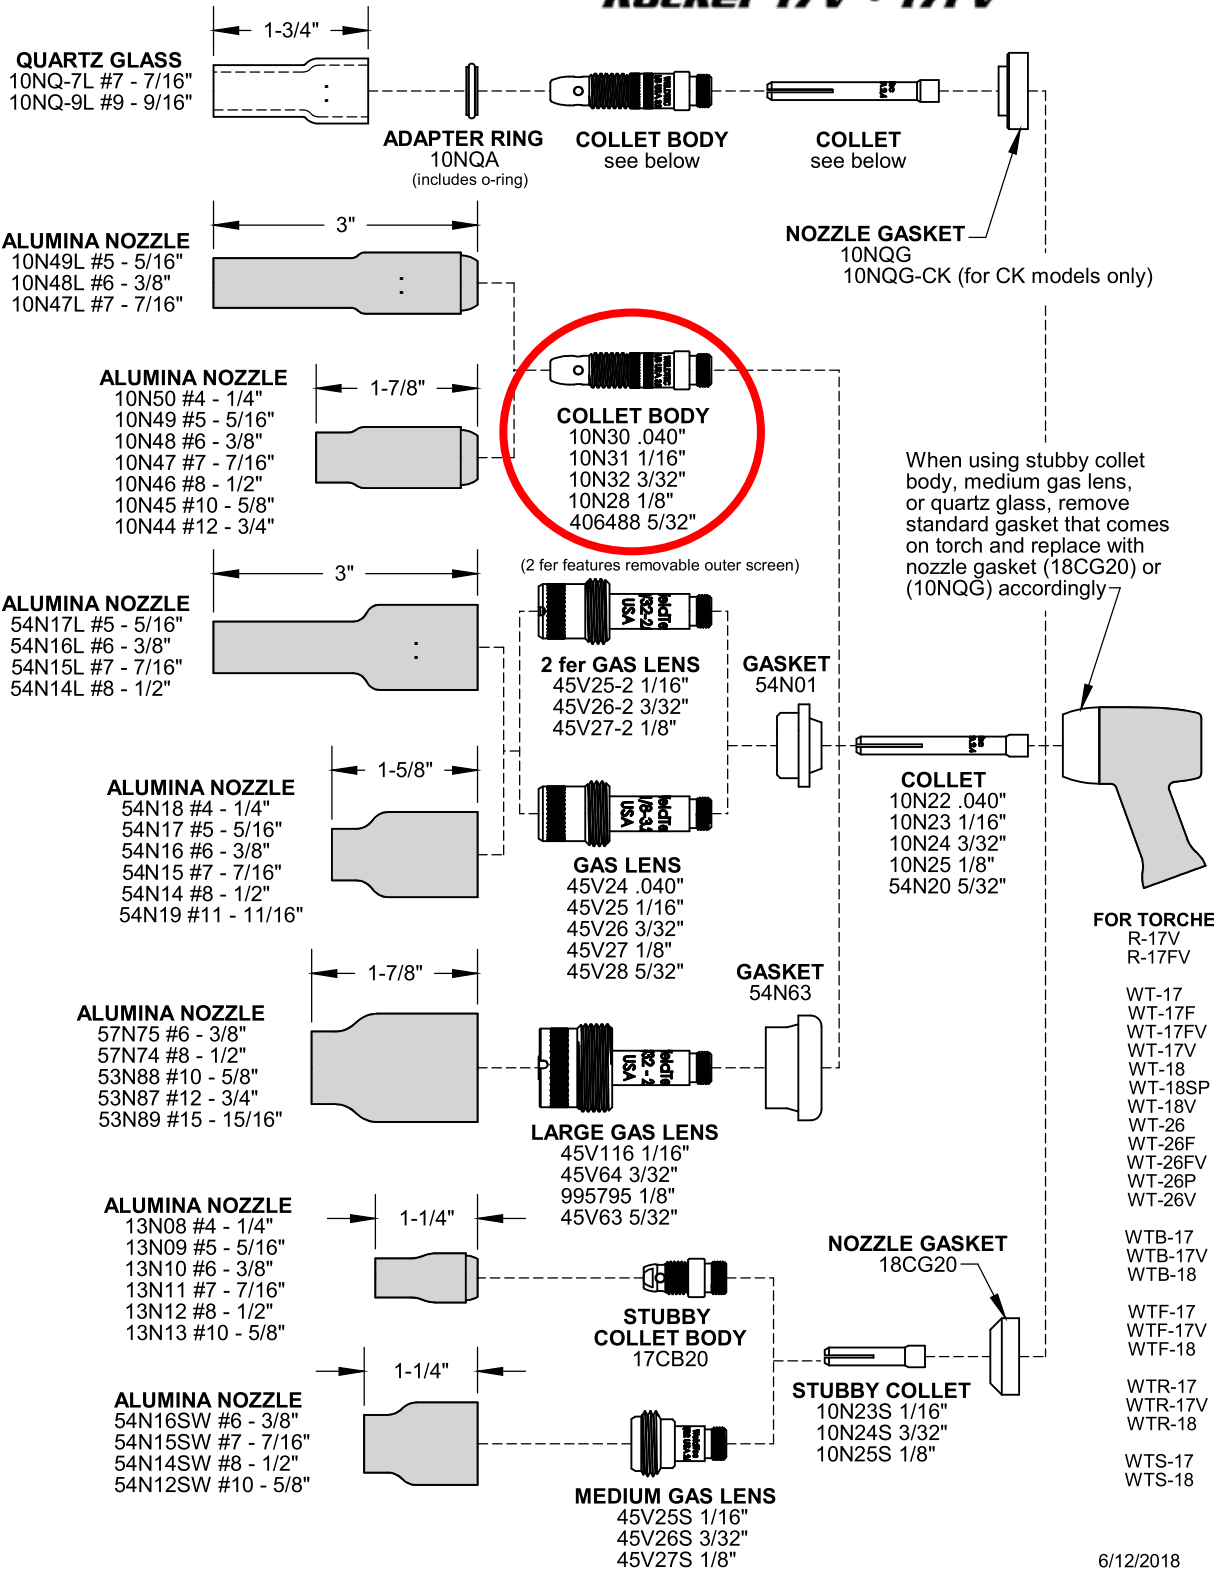 Rocket 17V • 17FV
1-3/4"
QUARTZ GLASS
10NQ-7L #7 - 7/16"
10NQ-9L #9 - 9/16"
ADAPTER RING
10NQA
(includes o-ring)
COLLET BODY
see below
COLLET
see below
NOZZLE GASKET
10NQG
10NQG-CK (for CK models only)
3"
ALUMINA NOZZLE
10N49L #5 - 5/16"
10N48L #6 - 3/8"
10N47L #7 - 7/16"
1-7/8"
ALUMINA NOZZLE
10N50 #4 - 1/4"
10N49 #5 - 5/16"
10N48 #6 - 3/8"
10N47 #7 - 7/16"
10N46 #8 - 1/2"
10N45 #10 - 5/8"
10N44 #12 - 3/4"
COLLET BODY
10N30 .040"
10N31 1/16"
10N32 3/32"
10N28 1/8"
406488 5/32"
When using stubby collet
body, medium gas lens,
or quartz glass, remove
standard gasket that comes
on torch and replace with
nozzle gasket (18CG20) or
(10NQG) accordingly
(2 fer features removable outer screen)
3"
ALUMINA NOZZLE
54N17L #5 - 5/16"
54N16L #6 - 3/8"
54N15L #7 - 7/16"
54N14L #8 - 1/2"
USA
2 fer GAS LENS
45V25-2 1/16"
45V26-2 3/32"
45V27-2 1/8"
GASKET
54N01
1-5/8"
ALUMINA NOZZLE
54N18 #4 - 1/4"
54N17 #5 - 5/16"
54N16 #6 - 3/8"
54N15 #7 - 7/16"
54N14 #8 - 1/2"
54N19 #11 - 11/16"
USA
GAS LENS
45V24 .040"
45V25 1/16"
45V26 3/32"
45V27 1/8"
45V28 5/32"
COLLET
10N22 .040"
10N23 1/16"
10N24 3/32"
10N25 1/8"
54N20 5/32"
1-7/8"
ALUMINA NOZZLE
57N75 #6 - 3/8"
57N74 #8 - 1/2"
53N88 #10 - 5/8"
53N87 #12 - 3/4"
53N89 #15 - 15/16"
USA
LARGE GAS LENS
45V116 1/16"
45V64 3/32"
995795 1/8"
45V63 5/32"
GASKET
54N63
FOR TORCHE
R-17V
R-17FV
WT-17
WT-17F
WT-17FV
WT-17V
WT-18
WT-18SP
WT-18V
WT-26
WT-26F
WT-26FV
WT-26P
WT-26V
WTB-17
WTB-17V
WTB-18
WTF-17
WTF-17V
WTF-18
WTR-17
WTR-17V
WTR-18
WTS-17
WTS-18
1-1/4"
ALUMINA NOZZLE
13N08 #4 - 1/4"
13N09 #5 - 5/16"
13N10 #6 - 3/8"
13N11 #7 - 7/16"
13N12 #8 - 1/2"
13N13 #10 - 5/8"
STUBBY
COLLET BODY
17CB20
NOZZLE GASKET
18CG20
STUBBY COLLET
10N23S 1/16"
10N24S 3/32"
10N25S 1/8"
1-1/4"
ALUMINA NOZZLE
54N16SW #6 - 3/8"
54N15SW #7 - 7/16"
54N14SW #8 - 1/2"
54N12SW #10 - 5/8"
MEDIUM GAS LENS
45V25S 1/16"
45V26S 3/32"
45V27S 1/8"
6/12/2018